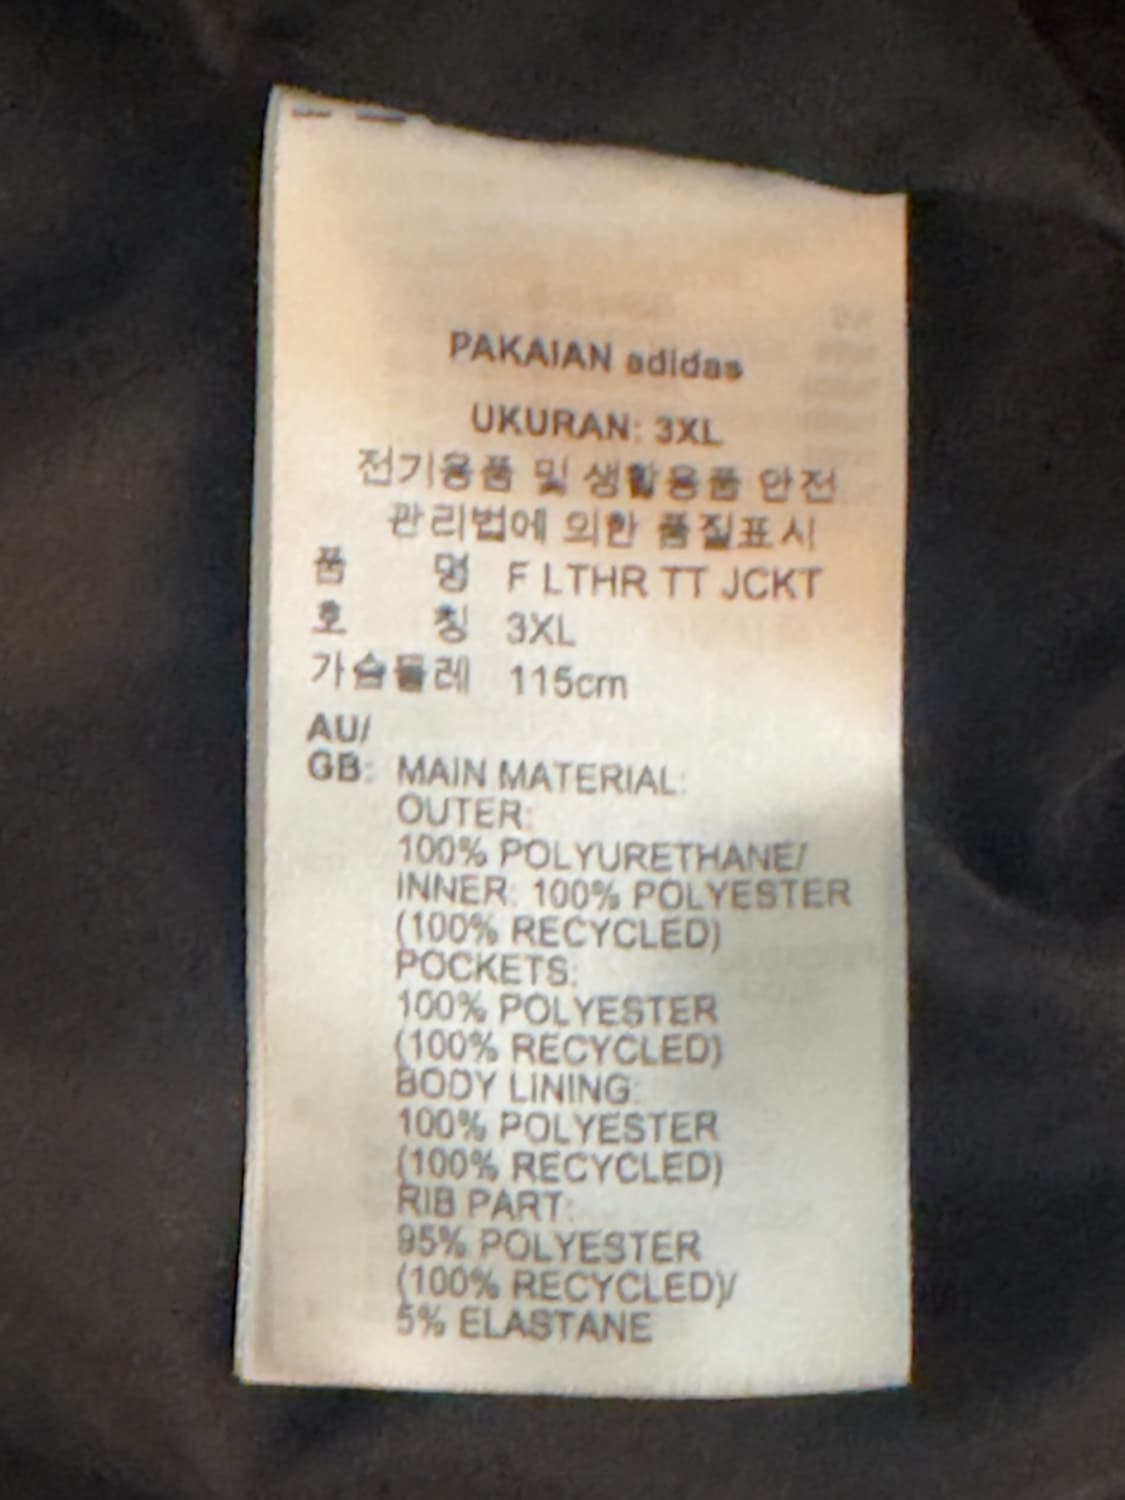 PAKAIAN adidas
UKURAN: 3XL
전기용품 및 생활용품 안전
관리법에 의한 품질표시
품 명 F LTHR TT JCKT
호 칭 3XL
가슴둘레 115cm
AU/
GB: MAIN MATERIAL:
OUTER:
100% POLYURETHANE/
INNER: 100% POLYESTER
(100% RECYCLED)
POCKETS:
100% POLYESTER
(100% RECYCLED)
BODY LINING:
100% POLYESTER
(100% RECYCLED)
RIB PART:
95% POLYESTER
(100% RECYCLED)/
5% ELASTANE